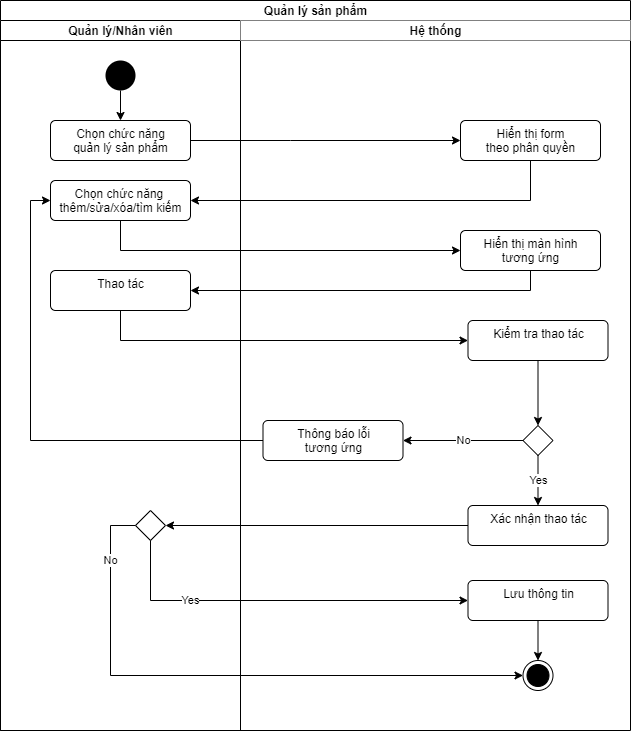 Quản lý sản phẩm
Quản lý/Nhân viên
Hệ thống
Chọn chức năng
quản lý sản phẩm
Hiển thị form
theo phân quyền
Chọn chức năng
thêm/sửa/xóa/tìm kiếm
Hiển thị màn hình
tương ứng
Thao tác
Kiểm tra thao tác
Thông báo lỗi
tương ứng
No
Yes
Xác nhận thao tác
No
Yes
Lưu thông tin